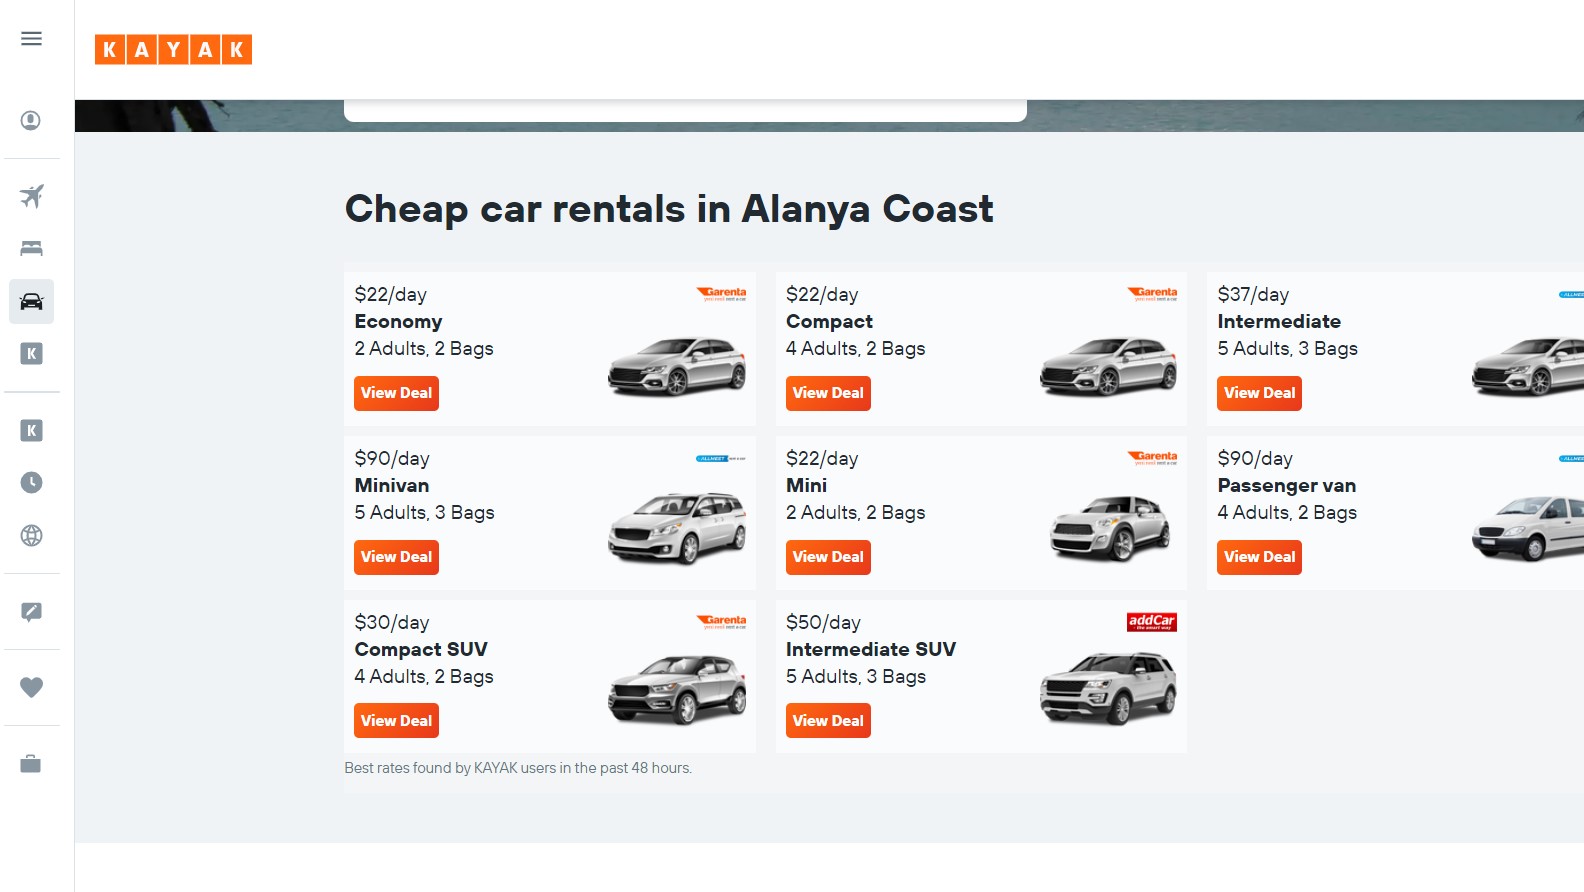 KAYAK
Cheap car rentals in Alanya Coast
$22/day
Garenta
Economy
2 Adults, 2 Bags
View Deal
$22/day
Garenta
Compact
4 Adults, 2 Bags
View Deal
$37/day
Intermediate
5 Adults, 3 Bags
View Deal
$90/day
Minivan
5 Adults, 3 Bags
View Deal
$22/day
Garenta
Mini
2 Adults, 2 Bags
View Deal
$90/day
Passenger van
4 Adults, 2 Bags
View Deal
$30/day
Garenta
Compact SUV
4 Adults, 2 Bags
View Deal
$50/day
addCar
- the smart way
Intermediate SUV
5 Adults, 3 Bags
View Deal
Best rates found by KAYAK users in the past 48 hours.
K
K